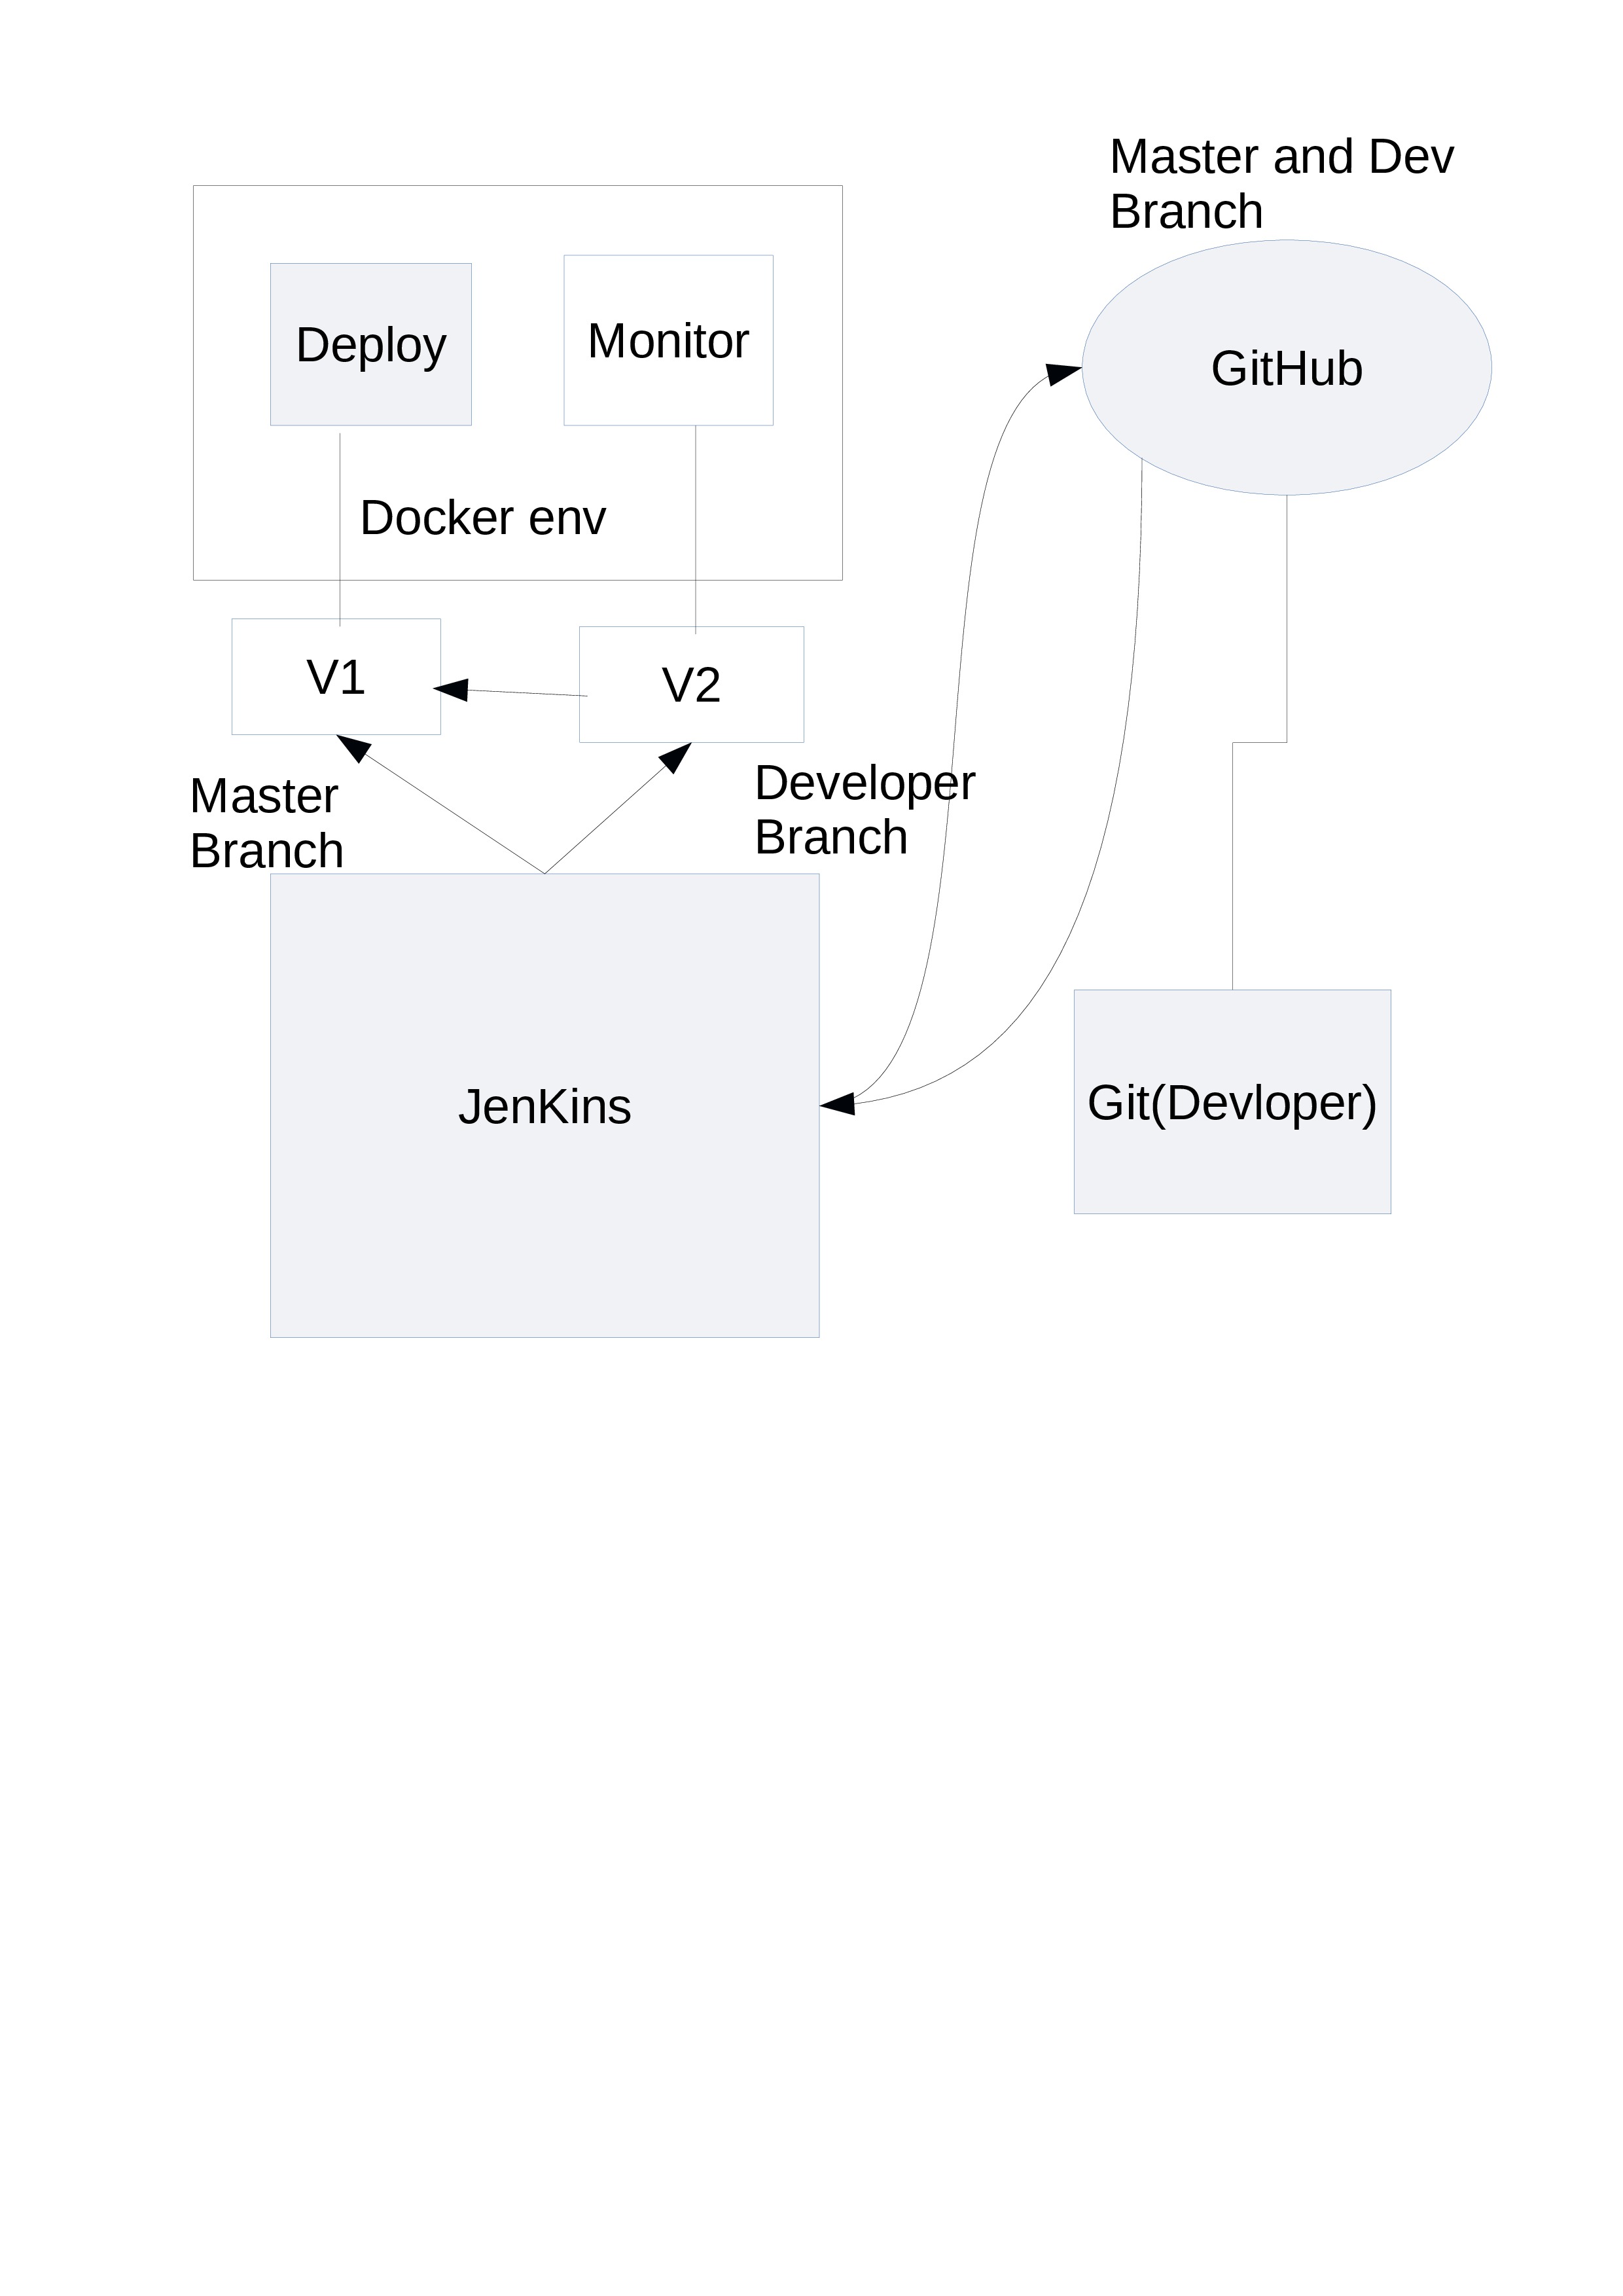 Master and Dev
Branch
Deploy
Monitor
GitHub
Docker env
V1
V2
Master
Branch
Developer
Branch
JenKins
Git(Devloper)